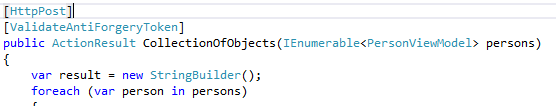 [HttpPost]
[ValidateAntiForgeryToken]
public ActionResult CollectionOfObjects(IEnumerable<PersonViewModel> persons)
{
    var result = new StringBuilder();
    foreach (var person in persons)
    {